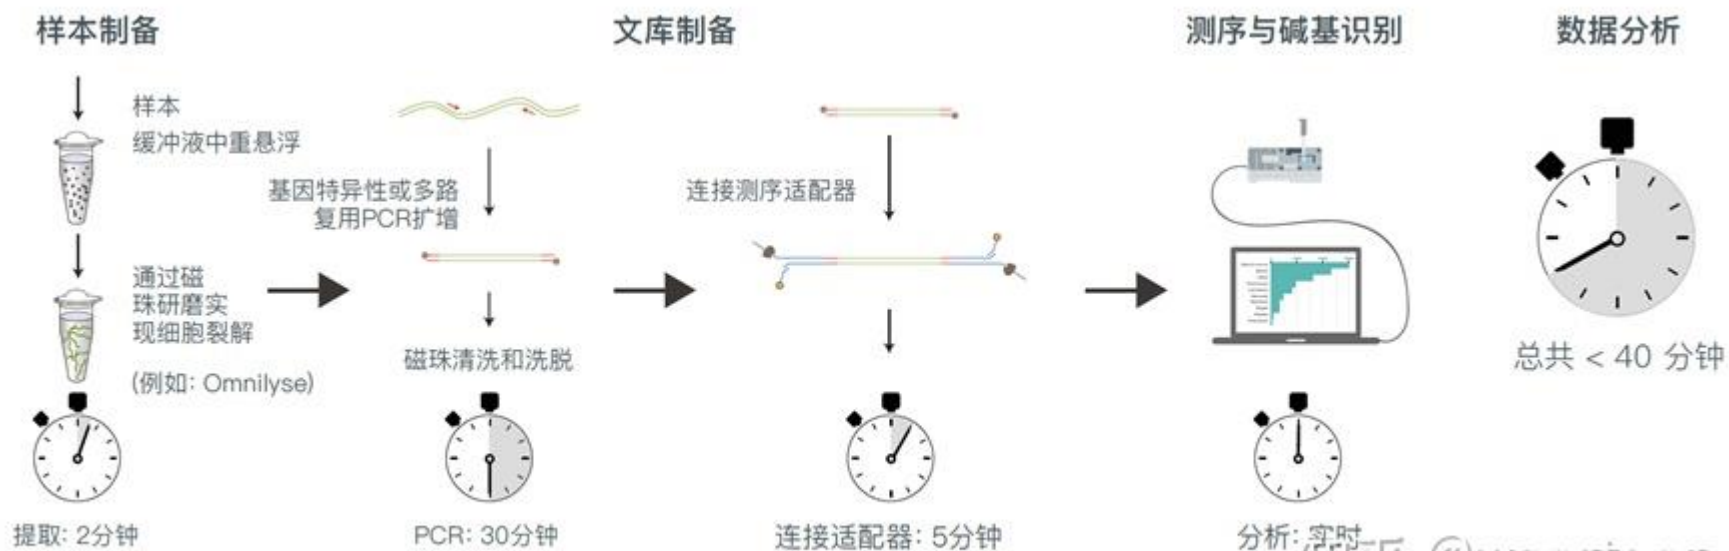 样本制备
文库制备
测序与碱基识别
数据分析
样本
缓冲液中重悬浮
通过磁
珠研磨实
现细胞裂解
(例如: Omnilyse)
提取: 2分钟
基因特异性或多路
复用PCR扩增
磁珠清洗和洗脱
PCR: 30分钟
连接测序适配器
连接适配器: 5分钟
分析: 实时
总共 < 40 分钟